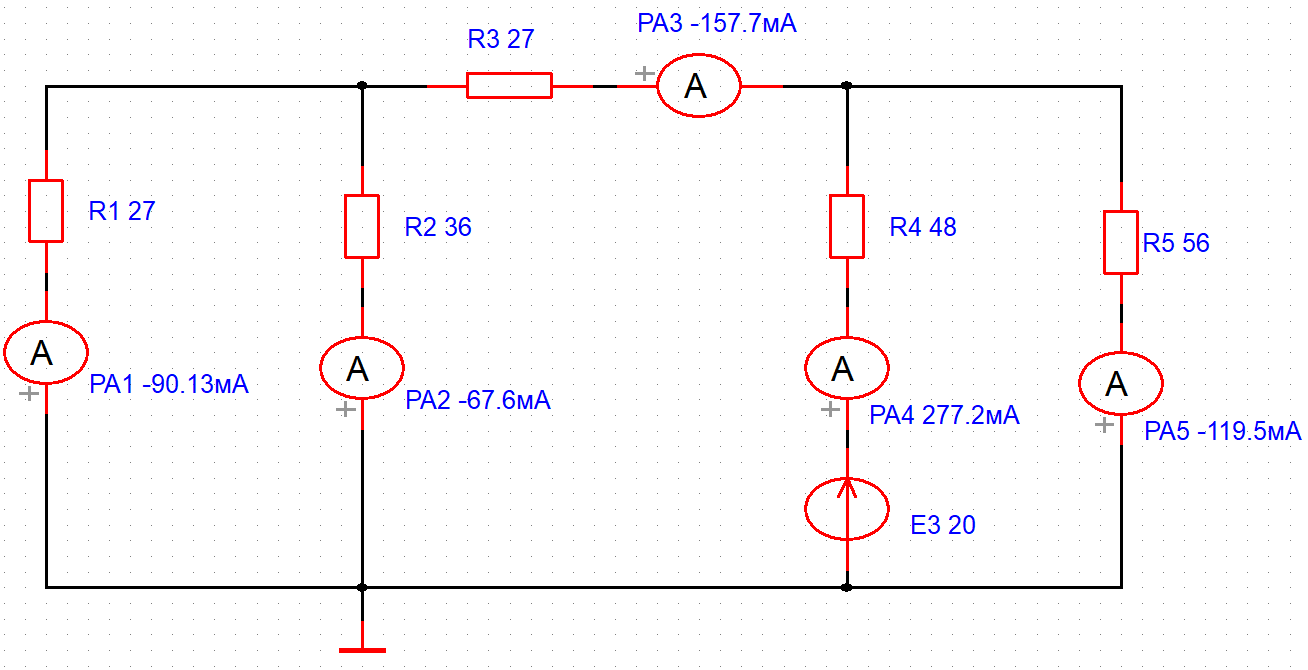 PA3 -157.7мА
R3 27
A
R1 27
R2 36
R4 48
R5 56
A
PA1 -90.13мА
A
PA2 -67.6мА
A
PA4 277.2мА
A
PA5 -119.5мА
E3 20